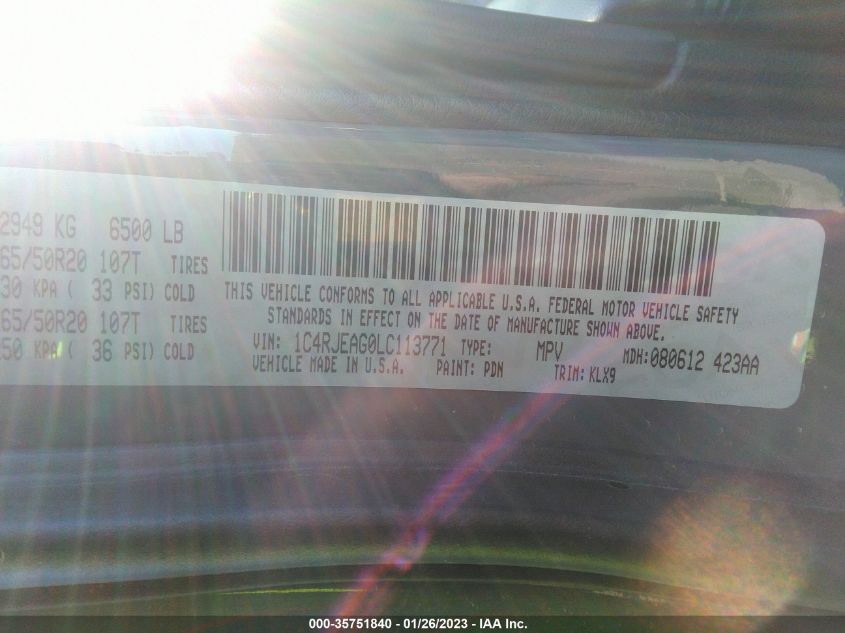 2949 KG 6500 LB
65/50R20 107T TIRES
30 KPA ( 33 PSI) COLD
65/50R20 107T TIRES
50 KPA ( 36 PSI) COLD
THIS VEHICLE CONFORMS TO ALL APPLICABLE U.S.A. FEDERAL MOTOR VEHICLE SAFETY
STANDARDS IN EFFECT ON THE DATE OF MANUFACTURE SHOWN ABOVE.
VIN: 1C4RJEAG0LC113771 TYPE: MPV MDH:080612 423AA
VEHICLE MADE IN U.S.A. PAINT: PDN TRIM: KLX9
000-35751840 - 01/26/2023 - IAA Inc.